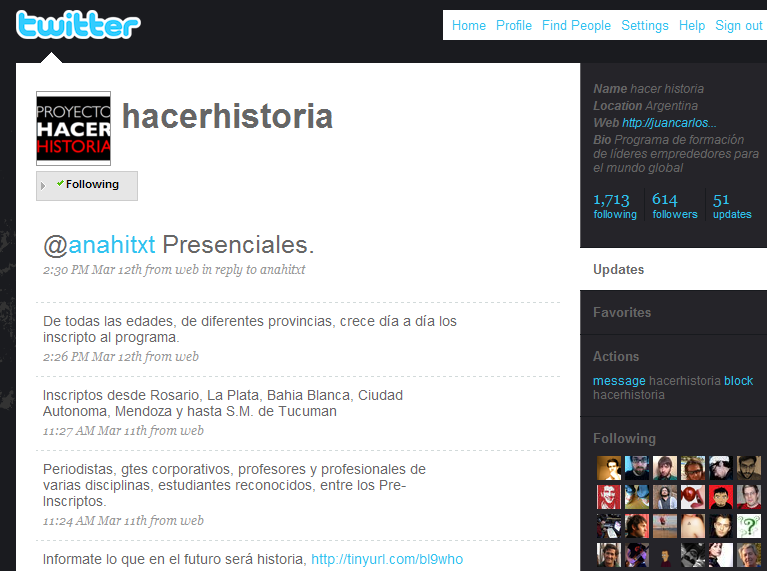 twitter
Home Profile Find People Settings Help Sign out
PROYECTO
HACER
HISTORIA
hacerhistoria
Following
@anahitxt Presenciales.
2:30 PM Mar 12th from web in reply to anahitxt
De todas las edades, de diferentes provincias, crece día a día los
inscripto al programa.
2:26 PM Mar 12th from web
Inscriptos desde Rosario, La Plata, Bahia Blanca, Ciudad
Autonoma, Mendoza y hasta S.M. de Tucuman
11:27 AM Mar 11th from web
Periodistas, gtes corporativos, profesores y profesionales de
varias disciplinas, estudiantes reconocidos, entre los Pre-
Inscriptos.
11:24 AM Mar 11th from web
Informate lo que en el futuro será historia, http://tinyurl.com/bl9who
Name hacer historia
Location Argentina
Web http://juancarlos...
Bio Programa de formación
de líderes emprededores para
el mundo global
1,713 614 51
following followers updates
Updates
Favorites
Actions
message hacerhistoria block
hacerhistoria
Following